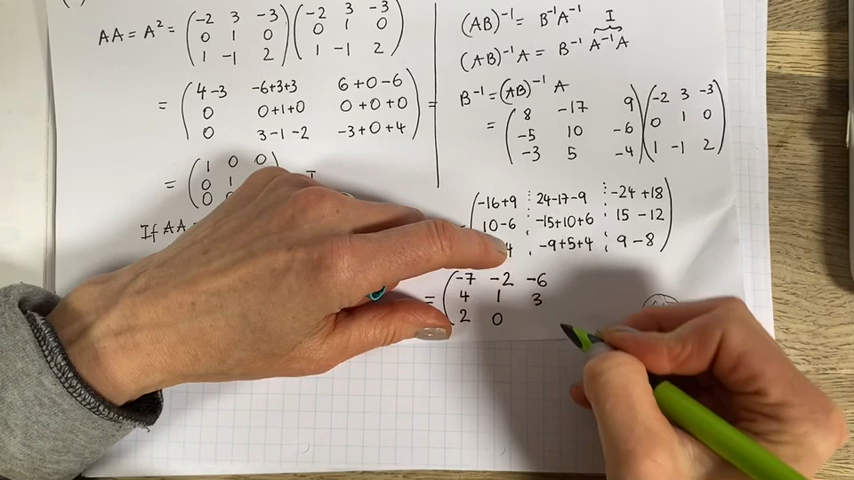 AA = A² = (-2 3 -3) (-2 3 -3)
0 1 0 0 1 0
1 -1 2 1 -1 2
= (4-3 -6+3+3 6+0-6)
0 0+1+0 0+0+0
0 3-1-2 -3+0+4
= (1 0 0)
0 1
0
If AA
(AB)⁻¹ = B⁻¹A⁻¹ I
(AB)⁻¹A = B⁻¹ A⁻¹A
B⁻¹ = (AB)⁻¹ A
= (8 -17 9) (-2 3 -3)
-5 10 -6 0 1 0
-3 5 -4 1 -1 2
(-16+9 24-17-9 -24+18)
10-6 -15+10+6 15-12
4 -9+5+4 9-8
= (-7 -2 -6
4 1 3
2 0